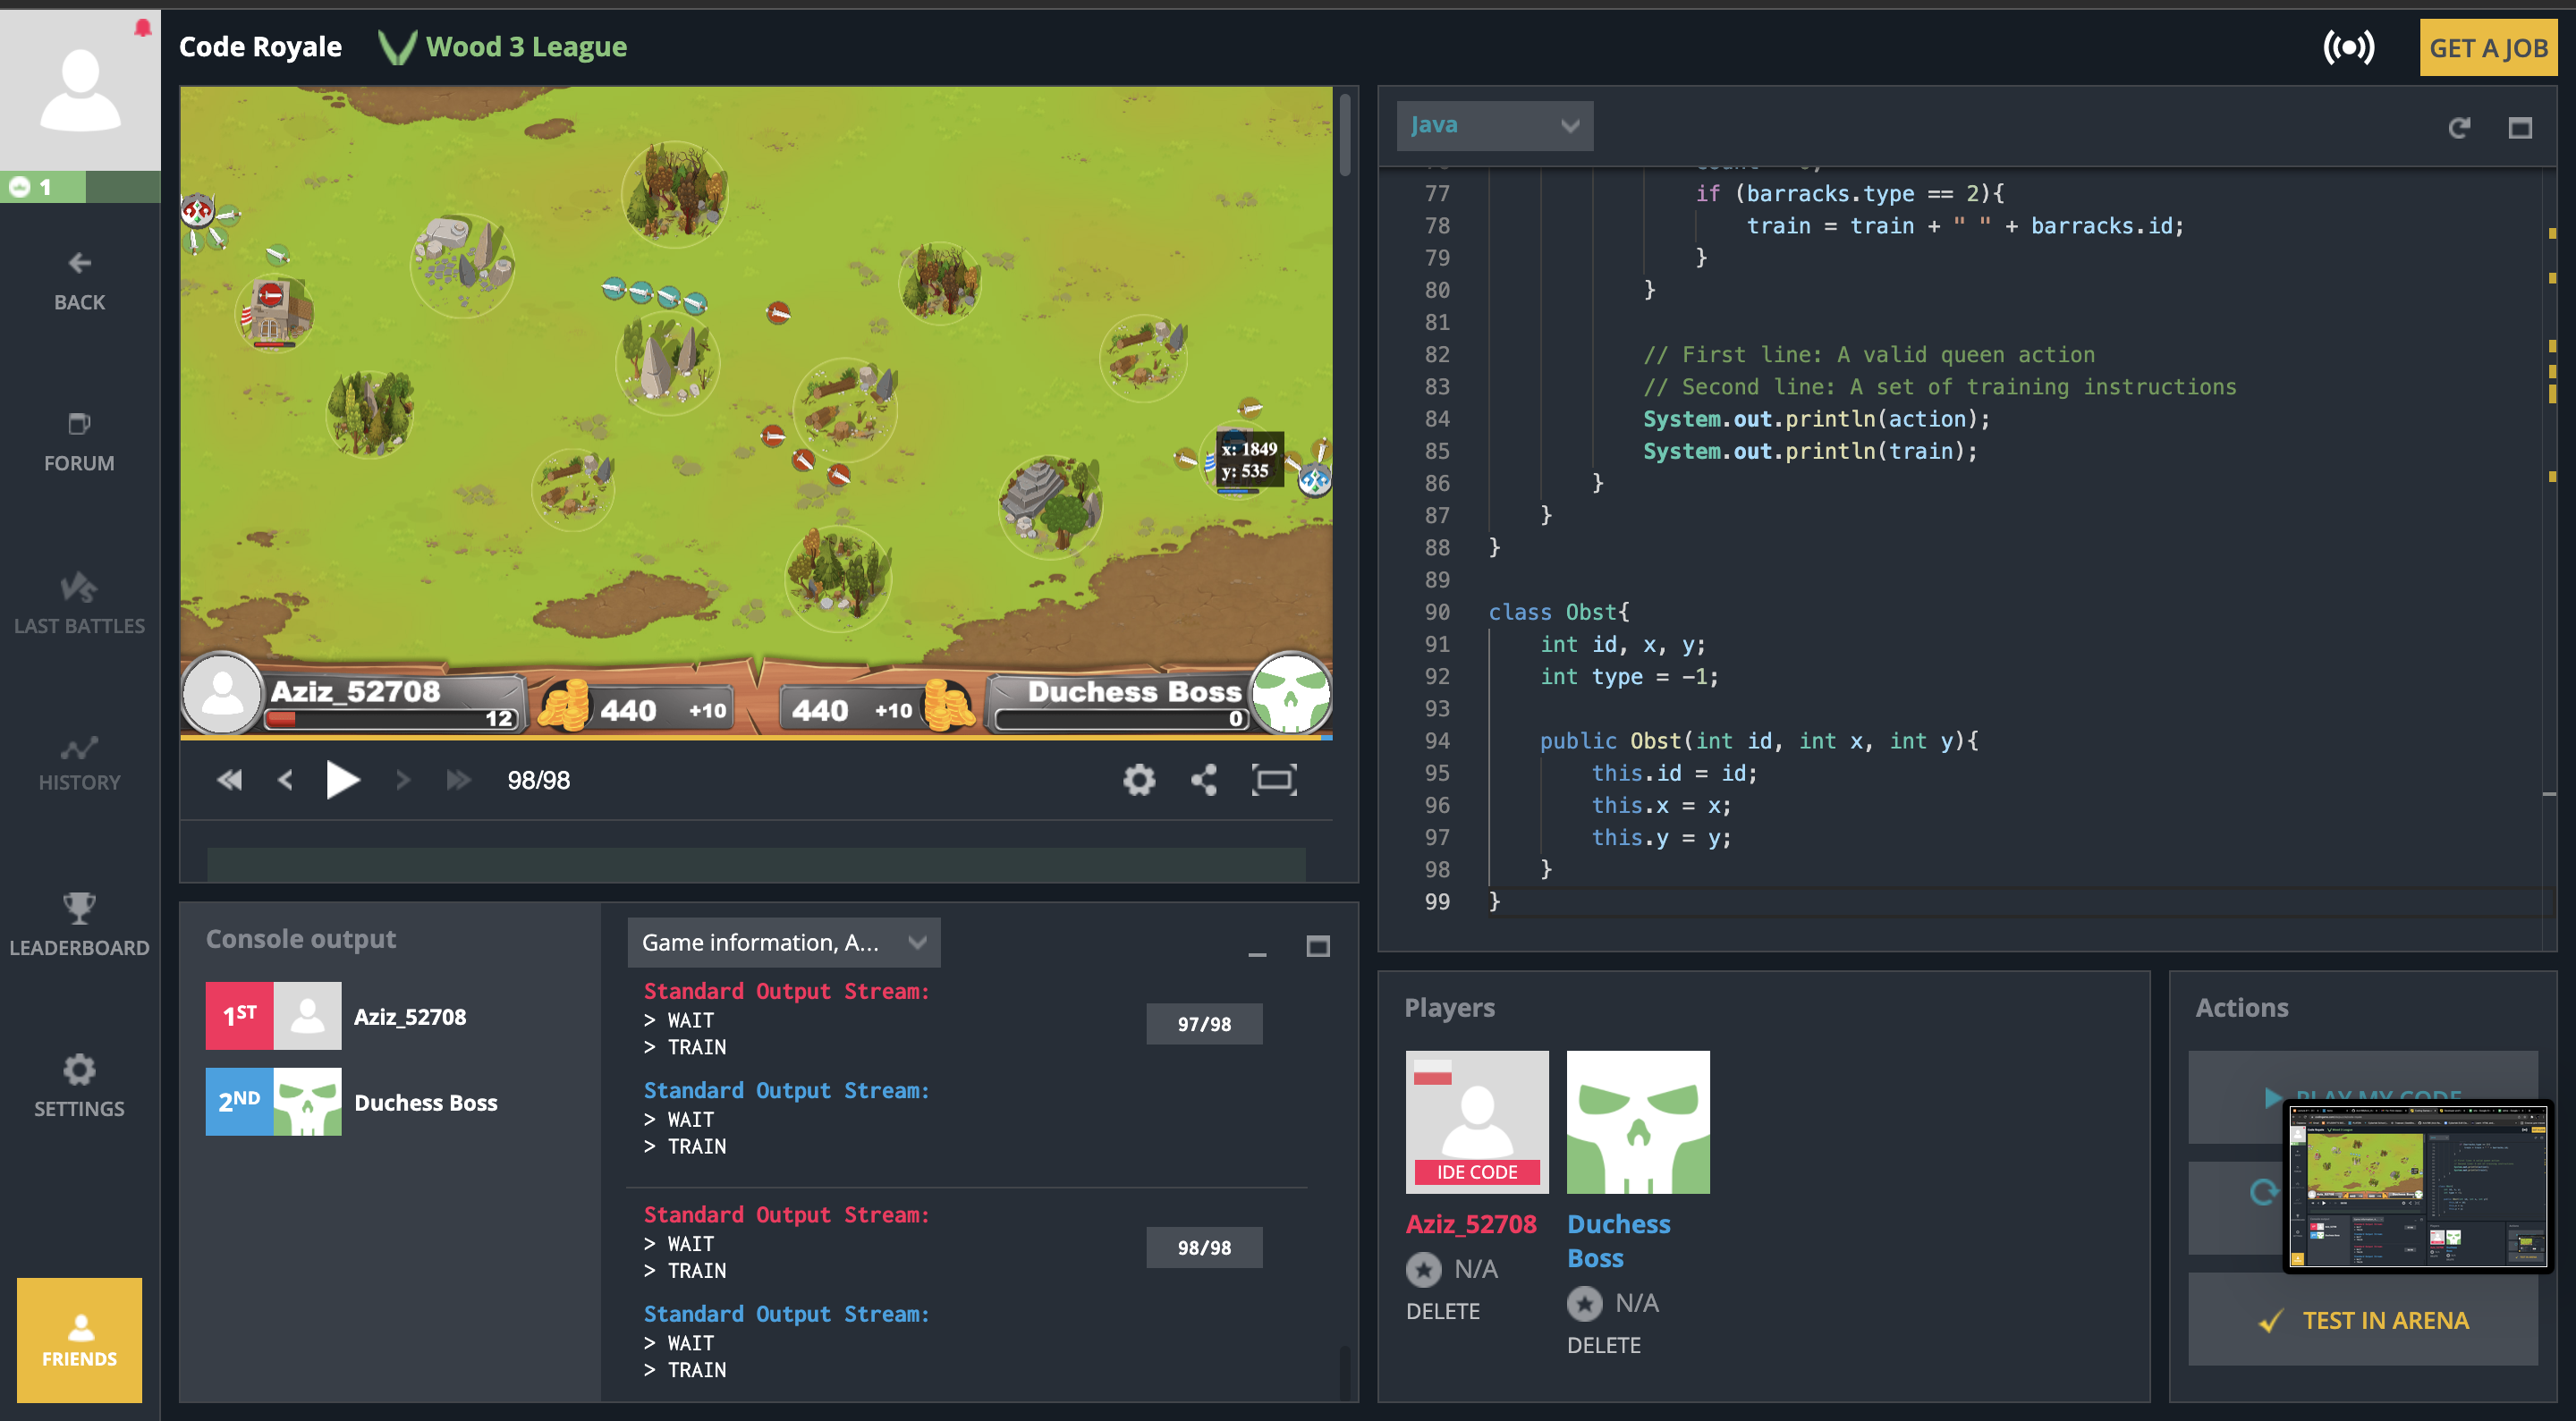 Code Royale
Wood 3 League
GET A JOB
1
BACK
FORUM
VS
LAST BATTLES
HISTORY
LEADERBOARD
SETTINGS
FRIENDS
x: 1849
y: 535
Aziz_52708
12
440 +10
440 +10
Duchess Boss
0
98/98
Console output
1ST Aziz_52708
2ND Duchess Boss
Game information, A...
Standard Output Stream:
> WAIT
> TRAIN
97/98
Standard Output Stream:
> WAIT
> TRAIN
Standard Output Stream:
> WAIT
> TRAIN
98/98
Standard Output Stream:
> WAIT
> TRAIN
Java
77 if (barracks.type == 2){
78 train = train + " " + barracks.id;
79 }
80 }
81
82 // First line: A valid queen action
83 // Second line: A set of training instructions
84 System.out.println(action);
85 System.out.println(train);
86 }
87 }
88 }
89
90 class Obst{
91 int id, x, y;
92 int type = -1;
93
94 public Obst(int id, int x, int y){
95 this.id = id;
96 this.x = x;
97 this.y = y;
98 }
99 }
Players
IDE CODE
Aziz_52708
N/A
DELETE
Duchess
Boss
N/A
DELETE
Actions
PLAY MY CODE
TEST IN ARENA